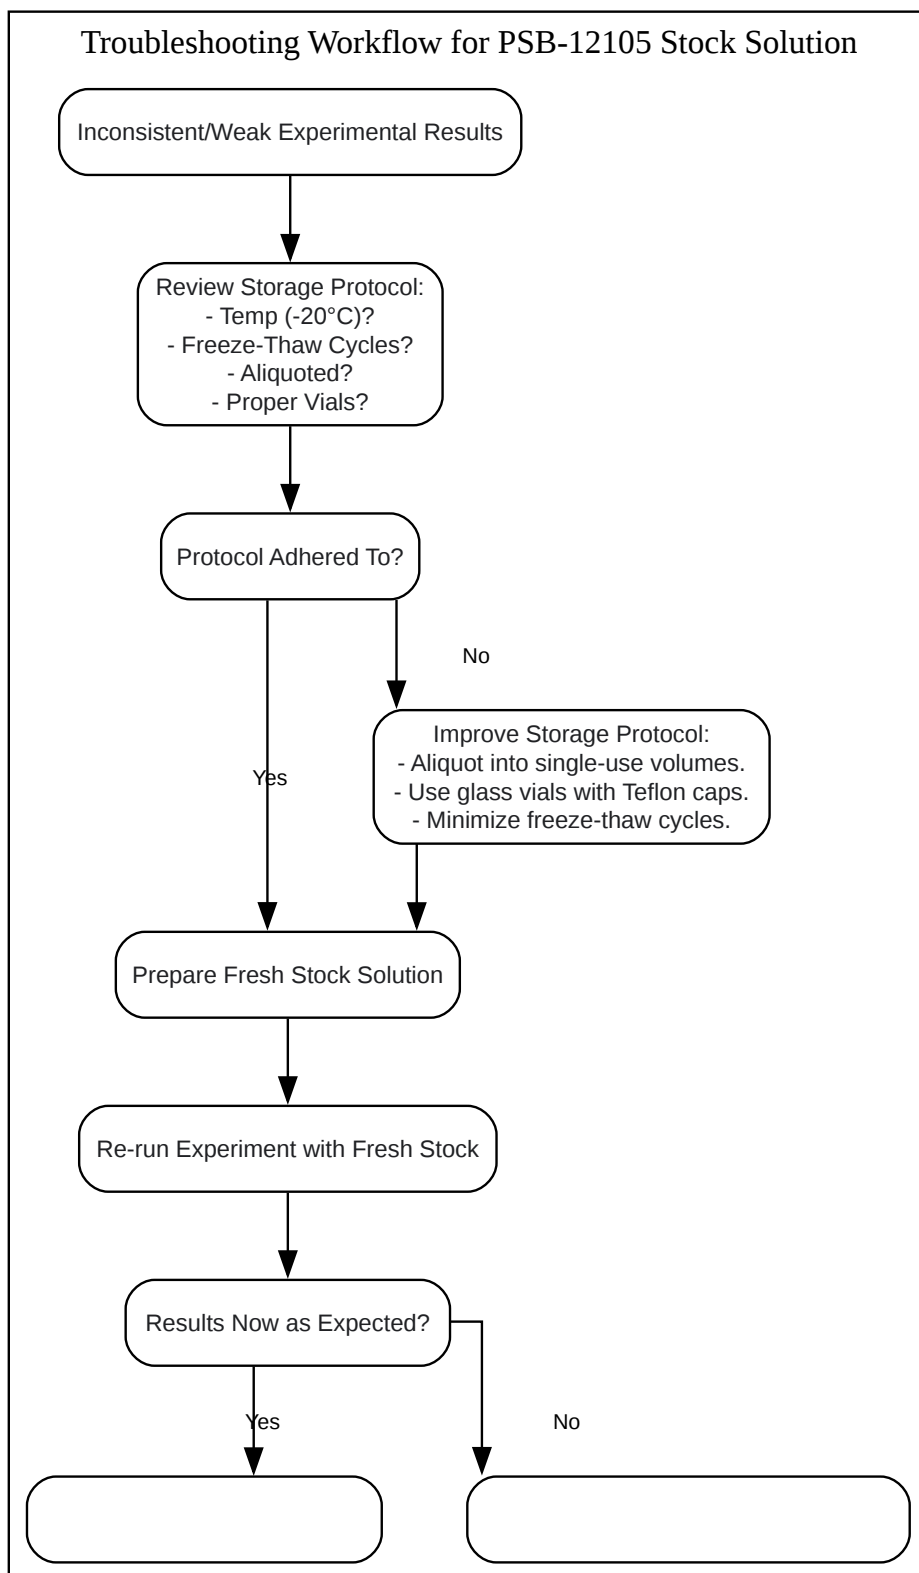 Troubleshooting Workflow for PSB-12105 Stock Solution
Inconsistent/Weak Experimental Results
Review Storage Protocol:
- Temp (-20°C)?
- Freeze-Thaw Cycles?
- Aliquoted?
- Proper Vials?
Protocol Adhered To?
No
Improve Storage Protocol:
- Aliquot into single-use volumes.
- Use glass vials with Teflon caps.
- Minimize freeze-thaw cycles.
Yes
Prepare Fresh Stock Solution
Re-run Experiment with Fresh Stock
Results Now as Expected?
Yes
No